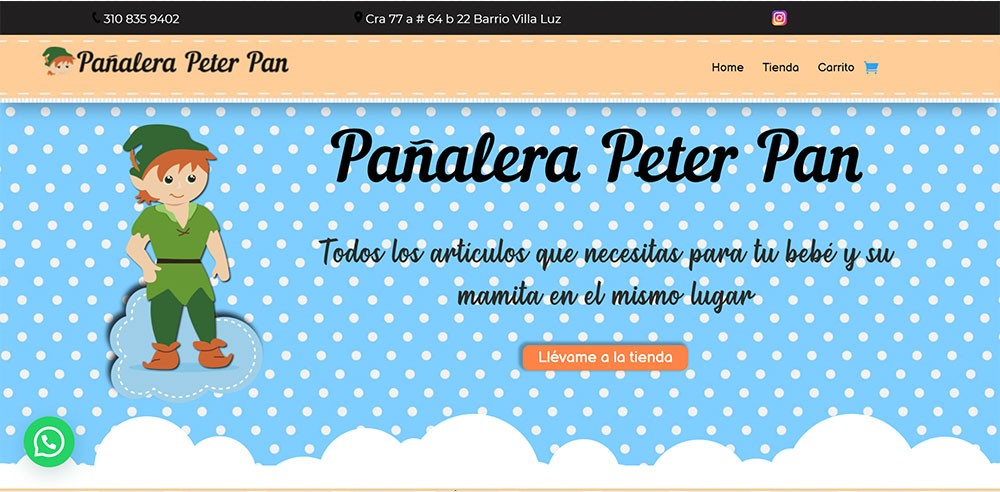 310 835 9402
Cra 77 a # 64 b 22 Barrio Villa Luz
Pañalera Peter Pan
Home Tienda Carrito
Pañalera Peter Pan
Todos los artículos que necesitas para tu bebé y su
mamita en el mismo lugar
Llévame a la tienda